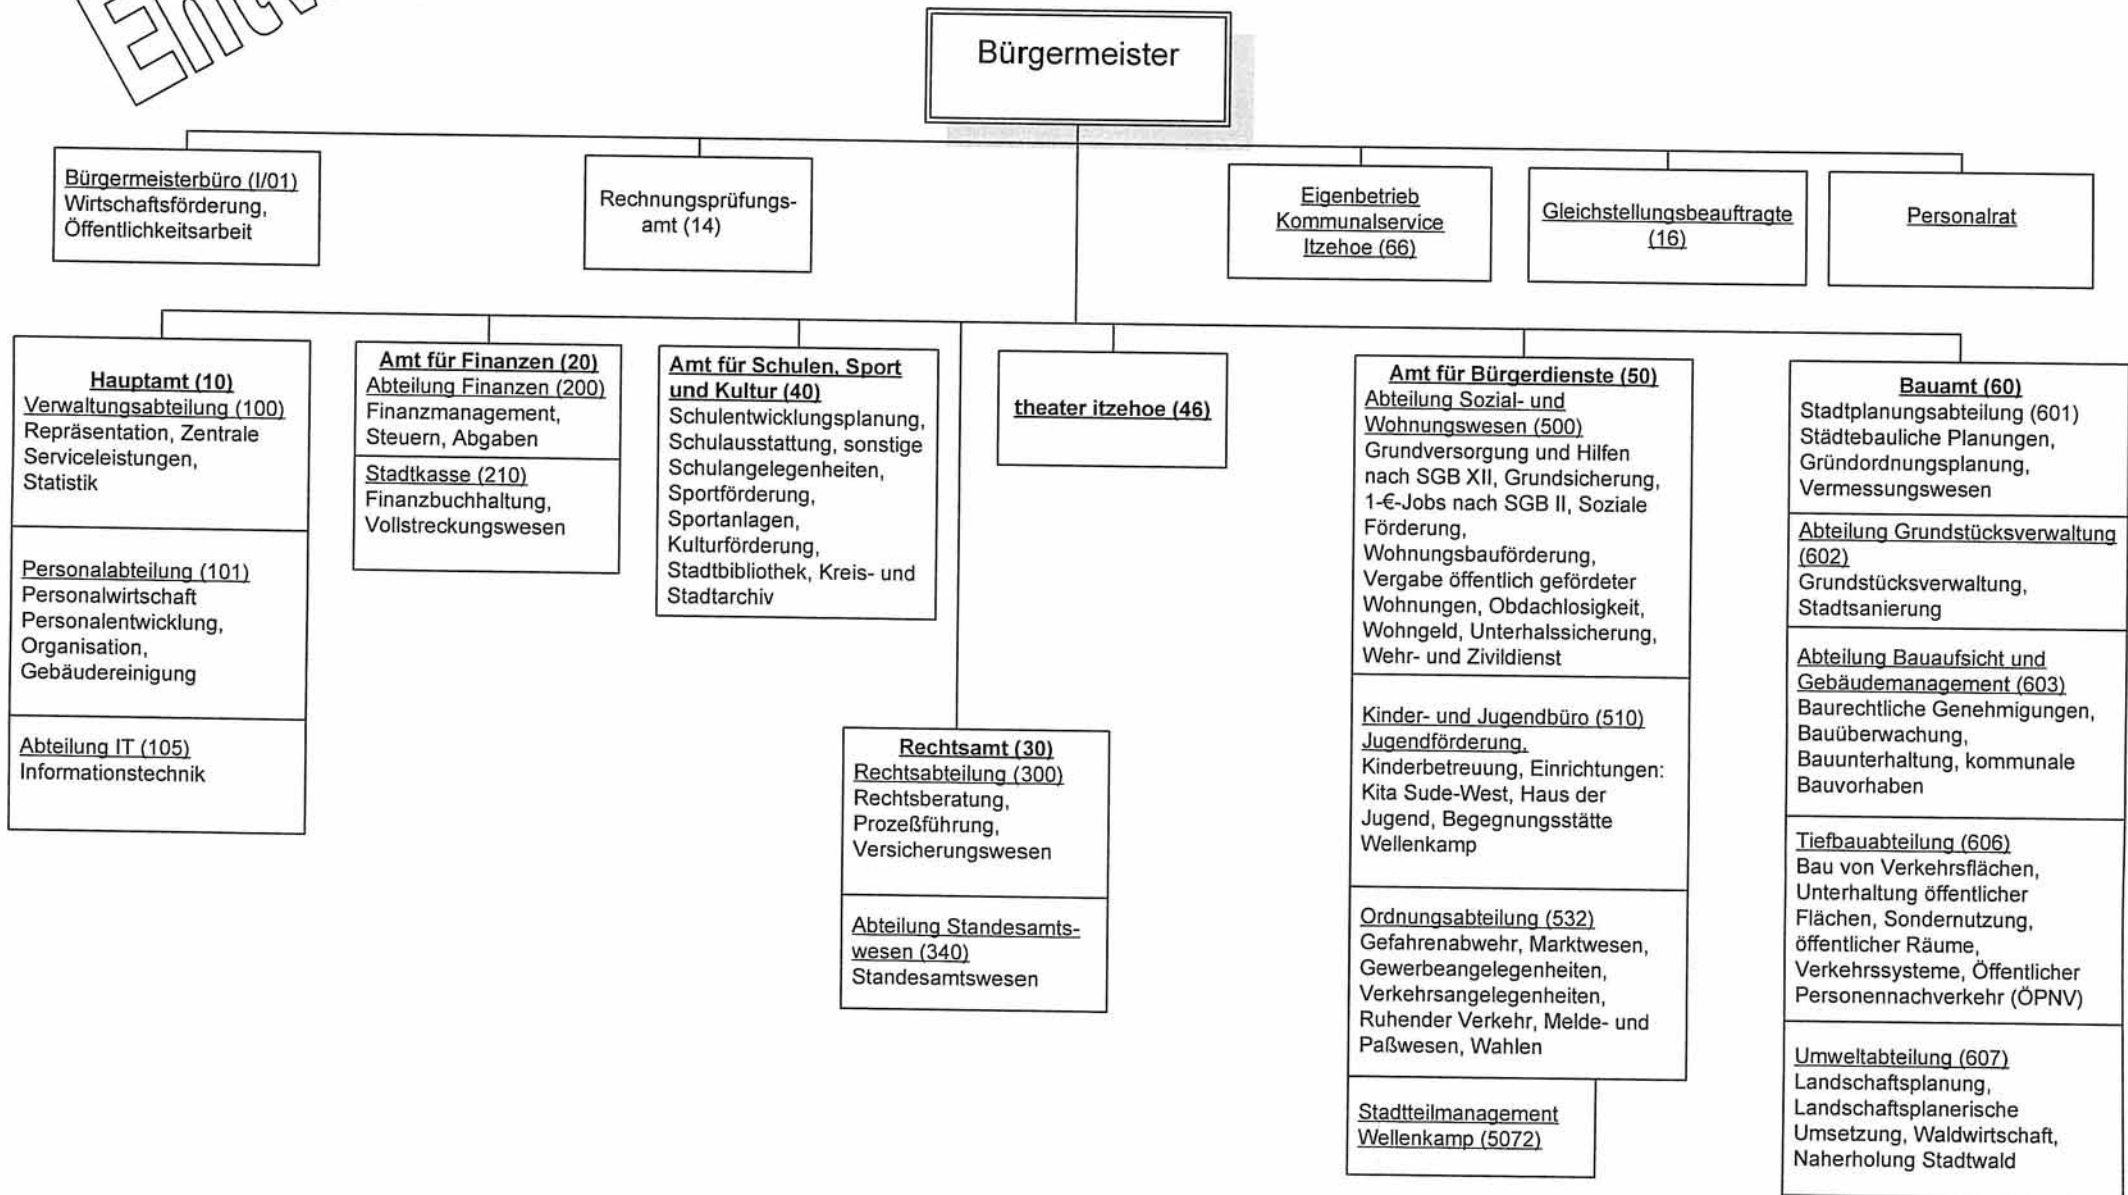 Bürgermeister
Bürgermeisterbüro (I/01)
Wirtschaftsförderung,
Öffentlichkeitsarbeit
Rechnungsprüfungs-
amt (14)
Eigenbetrieb
Kommunalservice
Itzehoe (66)
Gleichstellungsbeauftragte
(16)
Personalrat
Hauptamt (10)
Verwaltungsabteilung (100)
Repräsentation, Zentrale
Serviceleistungen,
Statistik
Personalabteilung (101)
Personalwirtschaft
Personalentwicklung,
Organisation,
Gebäudereinigung
Abteilung IT (105)
Informationstechnik
Amt für Finanzen (20)
Abteilung Finanzen (200)
Finanzmanagement,
Steuern, Abgaben
Stadtkasse (210)
Finanzbuchhaltung,
Vollstreckungswesen
Amt für Schulen, Sport
und Kultur (40)
Schulentwicklungsplanung,
Schulausstattung, sonstige
Schulangelegenheiten,
Sportförderung,
Sportanlagen,
Kulturförderung,
Stadtbibliothek, Kreis- und
Stadtarchiv
Rechtsamt (30)
Rechtsabteilung (300)
Rechtsberatung,
Prozeßführung,
Versicherungswesen
Abteilung Standesamts-
wesen (340)
Standesamtswesen
theater itzehoe (46)
Amt für Bürgerdienste (50)
Abteilung Sozial- und
Wohnungswesen (500)
Grundversorgung und Hilfen
nach SGB XII, Grundsicherung,
1-€-Jobs nach SGB II, Soziale
Förderung,
Wohnungsbauförderung,
Vergabe öffentlich gefördeter
Wohnungen, Obdachlosigkeit,
Wohngeld, Unterhalssicherung,
Wehr- und Zivildienst
Kinder- und Jugendbüro (510)
Jugendförderung,
Kinderbetreuung, Einrichtungen:
Kita Sude-West, Haus der
Jugend, Begegnungsstätte
Wellenkamp
Ordnungsabteilung (532)
Gefahrenabwehr, Marktwesen,
Gewerbeangelegenheiten,
Verkehrsangelegenheiten,
Ruhender Verkehr, Melde- und
Paßwesen, Wahlen
Stadtteilmanagement
Wellenkamp (5072)
Bauamt (60)
Stadtplanungsabteilung (601)
Städtebauliche Planungen,
Gründordnungsplanung,
Vermessungswesen
Abteilung Grundstücksverwaltung
(602)
Grundstücksverwaltung,
Stadtsanierung
Abteilung Bauaufsicht und
Gebäudemanagement (603)
Baurechtliche Genehmigungen,
Bauüberwachung,
Bauunterhaltung, kommunale
Bauvorhaben
Tiefbauabteilung (606)
Bau von Verkehrsflächen,
Unterhaltung öffentlicher
Flächen, Sondernutzung,
öffentlicher Räume,
Verkehrssysteme, Öffentlicher
Personennachverkehr (ÖPNV)
Umweltabteilung (607)
Landschaftsplanung,
Landschaftsplanerische
Umsetzung, Waldwirtschaft,
Naherholung Stadtwald